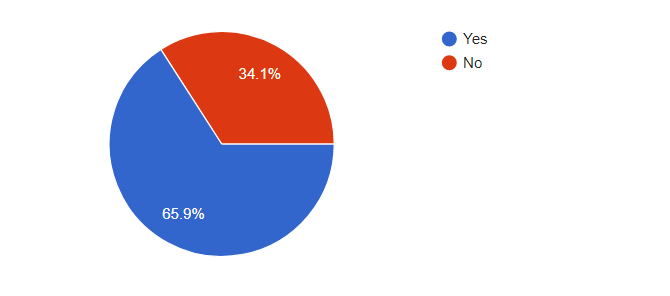 Yes
No
34.1%
65.9%